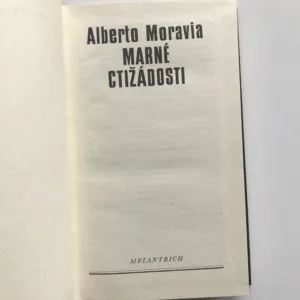 Alberto Moravia
MARNÉ
CTIŽÁDOSTI
MELANTRICH